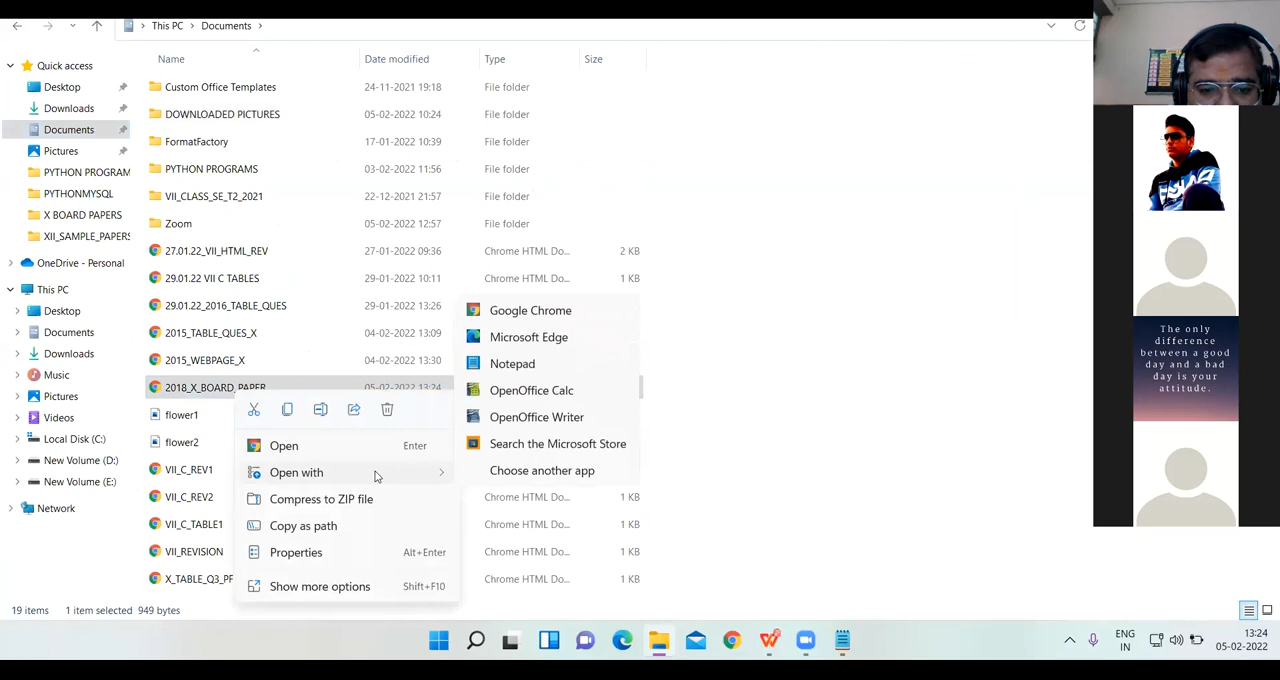 This PC > Documents >
Name Date modified Type Size
Quick access
Desktop
Downloads
Documents
Pictures
PYTHON PROGRAM
PYTHONMYSQL
X BOARD PAPERS
XII_SAMPLE_PAPERS
OneDrive - Personal
This PC
Desktop
Documents
Downloads
Music
Pictures
Videos
Local Disk (C:)
New Volume (D:)
New Volume (E:)
Network
Custom Office Templates 24-11-2021 19:18 File folder
DOWNLOADED PICTURES 05-02-2022 10:24 File folder
FormatFactory 17-01-2022 10:39 File folder
PYTHON PROGRAMS 03-02-2022 11:56 File folder
VII_CLASS_SE_T2_2021 22-12-2021 21:57 File folder
Zoom 05-02-2022 12:57 File folder
27.01.22_VII_HTML_REV 27-01-2022 09:36 Chrome HTML Do... 2 KB
29.01.22 VII C TABLES 29-01-2022 10:11 Chrome HTML Do... 1 KB
29.01.22_2016_TABLE_QUES 29-01-2022 13:26
2015_TABLE_QUES_X 04-02-2022 13:09
2015_WEBPAGE_X 04-02-2022 13:30
2018_X_BOARD_PAPER 05-02-2022 13:24
flower1
flower2
VII_C_REV1
VII_C_REV2 Chrome HTML Do... 1 KB
VII_C_TABLE1 Chrome HTML Do... 1 KB
VII_REVISION Chrome HTML Do... 1 KB
X_TABLE_Q3_PF Chrome HTML Do... 1 KB
Open Enter
Open with
Compress to ZIP file
Copy as path
Properties Alt+Enter
Show more options Shift+F10
Google Chrome
Microsoft Edge
Notepad
OpenOffice Calc
OpenOffice Writer
Search the Microsoft Store
Choose another app
The only
difference
between a good
day and a bad
day is your
attitude.
19 items 1 item selected 949 bytes
ENG
IN
13:24
05-02-2022